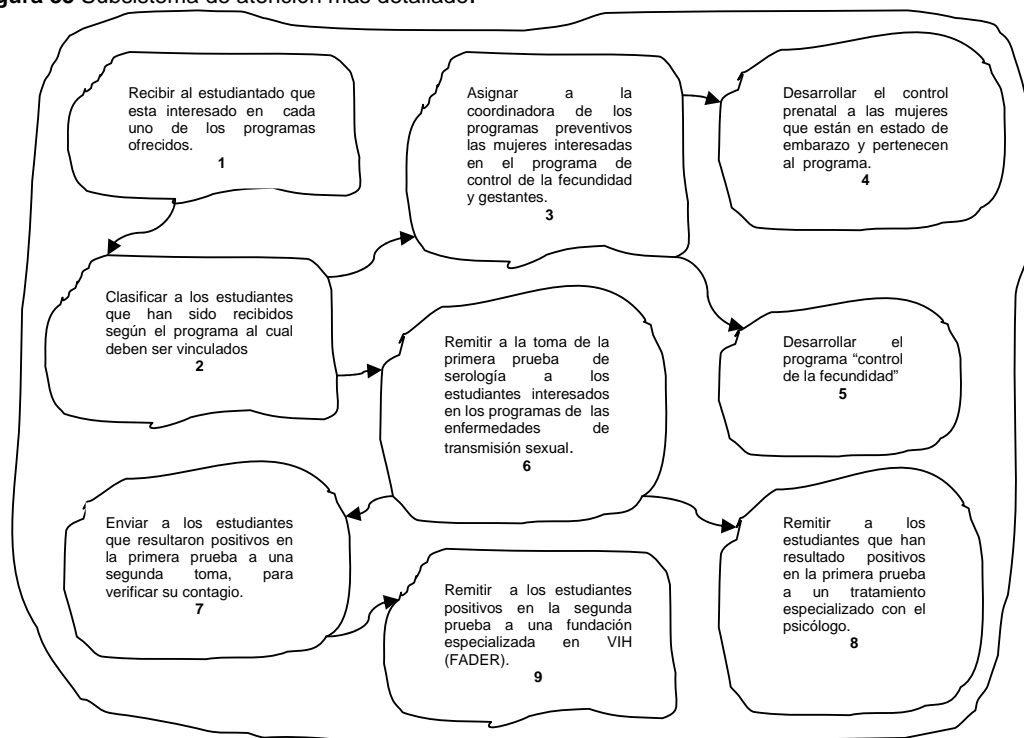 gura 33 Subsistema de atención más detallado.
Recibir al estudiantado que
esta interesado en cada
uno de los programas
ofrecidos.
1
Clasificar a los estudiantes
que han sido recibidos
según el programa al cual
deben ser vinculados
2
Asignar a la
coordinadora de los
programas preventivos
las mujeres interesadas
en el programa de
control de la fecundidad
y gestantes.
3
Desarrollar el control
prenatal a las mujeres
que están en estado de
embarazo y pertenecen
al programa.
4
Desarrollar el
programa “control
de la fecundidad”
5
Remitir a la toma de la
primera prueba de
serología a los
estudiantes interesados
en los programas de las
enfermedades de
transmisión sexual.
6
Enviar a los estudiantes
que resultaron positivos en
la primera prueba a una
segunda toma, para
verificar su contagio.
7
Remitir a los
estudiantes que han
resultado positivos
en la primera prueba
a un tratamiento
especializado con el
psicólogo.
8
Remitir a los estudiantes
positivos en la segunda
prueba a una fundación
especializada en VIH
(FADER).
9